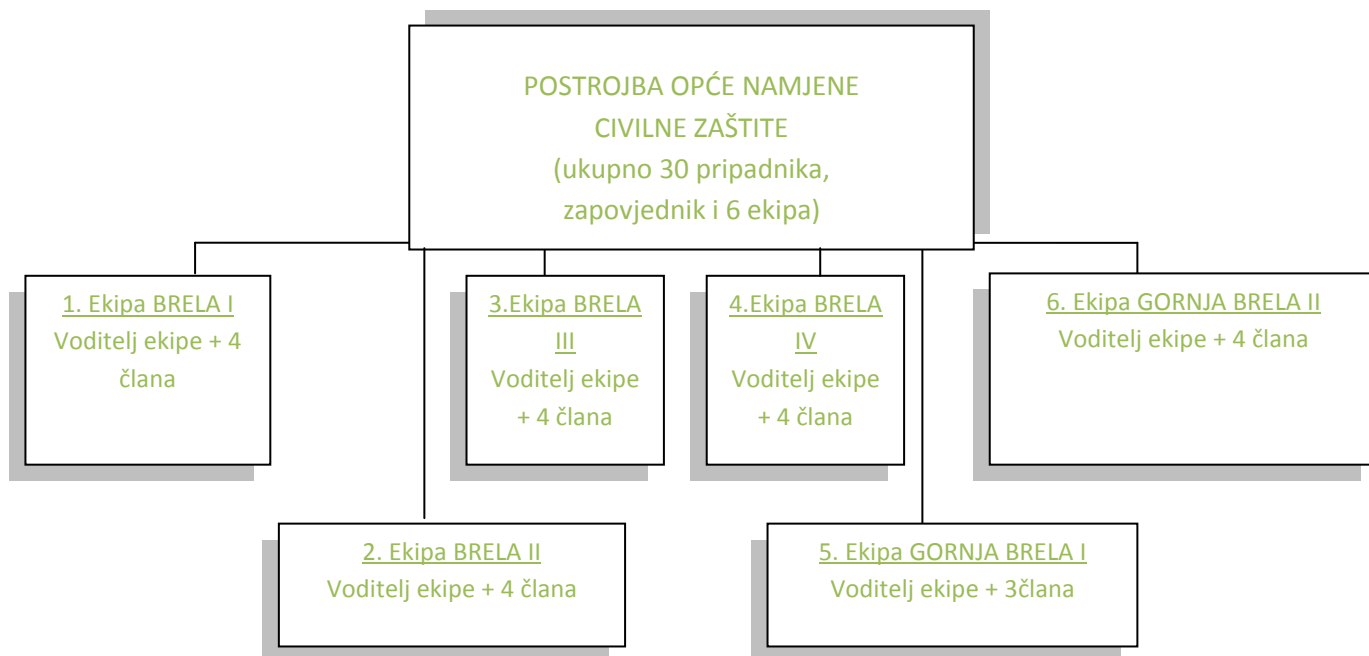 POSTROJBA OPĆE NAMJENE
CIVILNE ZAŠTITE
(ukupno 30 pripadnika,
zapovjednik i 6 ekipa)
1. Ekipa BRELA I
Voditelj ekipe + 4
člana
3.Ekipa BRELA
III
Voditelj ekipe
+ 4 člana
4.Ekipa BRELA
IV
Voditelj ekipe
+ 4 člana
6. Ekipa GORNJA BRELA II
Voditelj ekipe + 4 člana
2. Ekipa BRELA II
Voditelj ekipe + 4 člana
5. Ekipa GORNJA BRELA I
Voditelj ekipe + 3člana